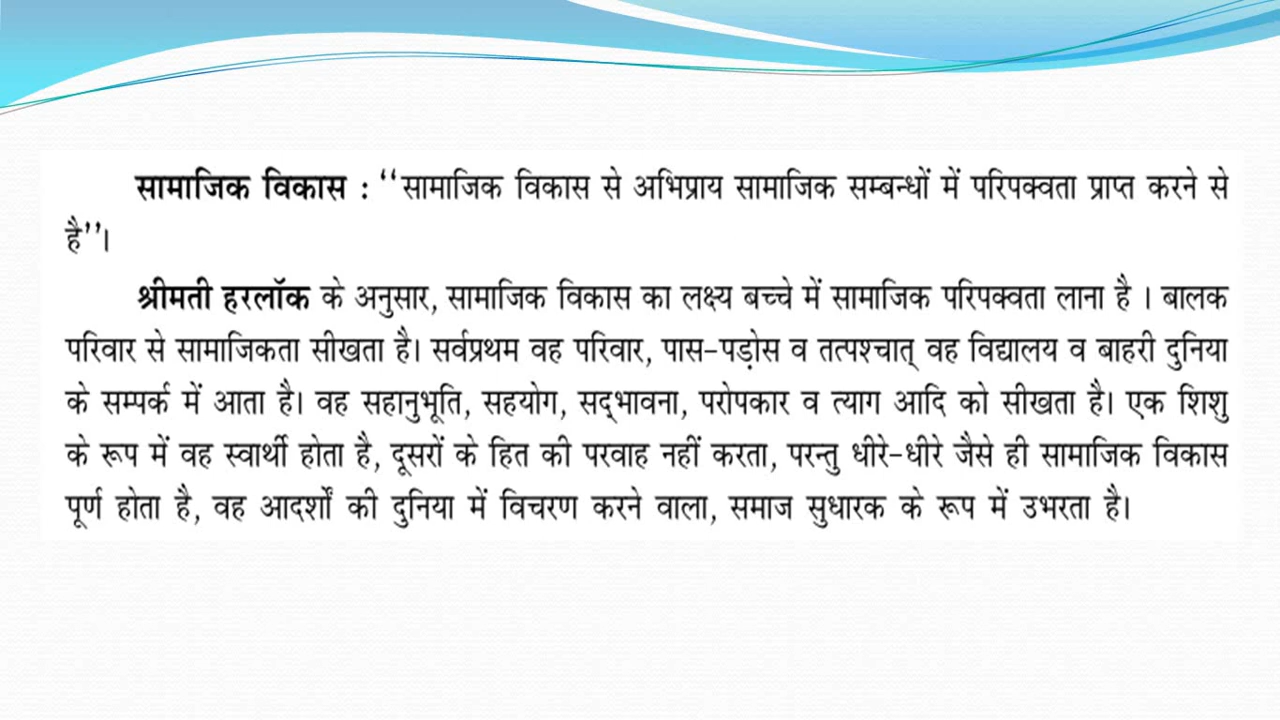 सामाजिक विकास : ‘‘सामाजिक विकास से अभिप्राय सामाजिक सम्बन्धों में परिपक्वता प्राप्त करने से
है’’।
श्रीमती हरलॉक के अनुसार, सामाजिक विकास का लक्ष्य बच्चे में सामाजिक परिपक्वता लाना है । बालक
परिवार से सामाजिकता सीखता है। सर्वप्रथम वह परिवार, पास-पड़ोस व तत्पश्चात् वह विद्यालय व बाहरी दुनिया
के सम्पर्क में आता है। वह सहानुभूति, सहयोग, सद्‌भावना, परोपकार व त्याग आदि को सीखता है। एक शिशु
के रूप में वह स्वार्थी होता है, दूसरों के हित की परवाह नहीं करता, परन्तु धीरे-धीरे जैसे ही सामाजिक विकास
पूर्ण होता है, वह आदर्शों की दुनिया में विचरण करने वाला, समाज सुधारक के रूप में उभरता है।